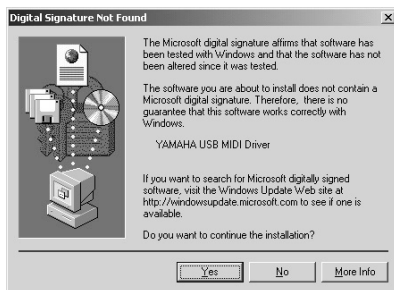 Digital Signature Not Found
The Microsoft digital signature affirms that software has
been tested with Windows and that the software has not
been altered since it was tested.
The software you are about to install does not contain a
Microsoft digital signature. Therefore, there is no
guarantee that this software works correctly with
Windows.
YAMAHA USB MIDI Driver
If you want to search for Microsoft digitally signed
software, visit the Windows Update Web site at
http://windowsupdate.microsoft.com to see if one is
available.
Do you want to continue the installation?
Yes No More Info